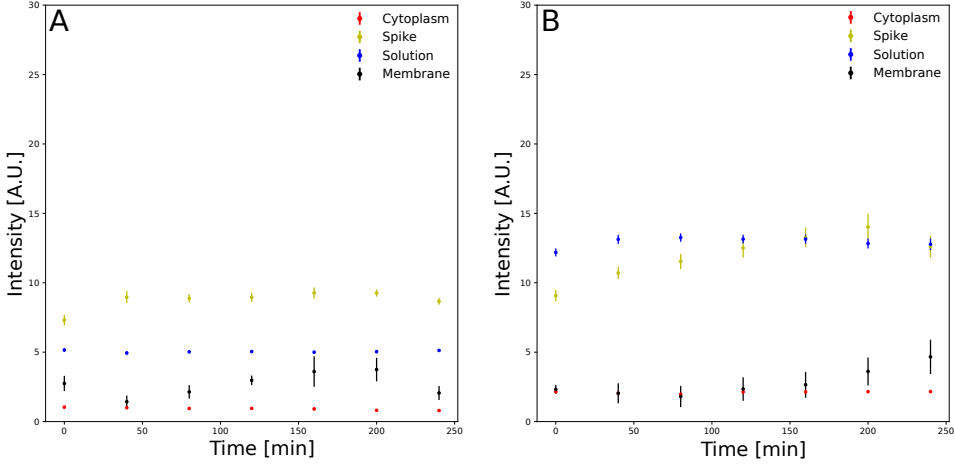 A
Cytoplasm
Spike
Solution
Membrane
Intensity [A.U.]
30
25
20
15
10
5
0
0 50 100 150 200 250
Time [min]
B
Cytoplasm
Spike
Solution
Membrane
Intensity [A.U.]
30
25
20
15
10
5
0
0 50 100 150 200 250
Time [min]